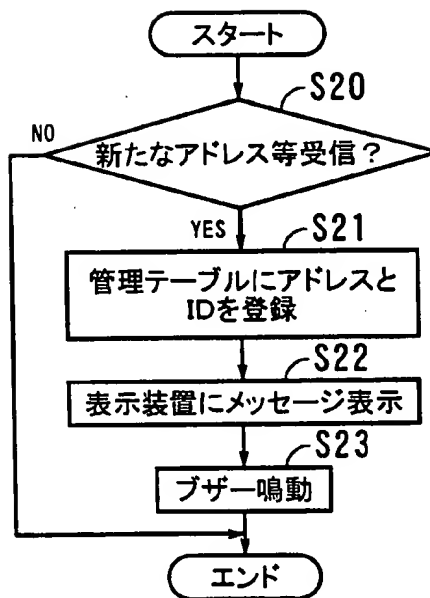 スタート
S20
新たなアドレス等受信?
NO
YES
S21
管理テーブルにアドレスと
IDを登録
S22
表示装置にメッセージ表示
S23
ブザー鳴動
エンド